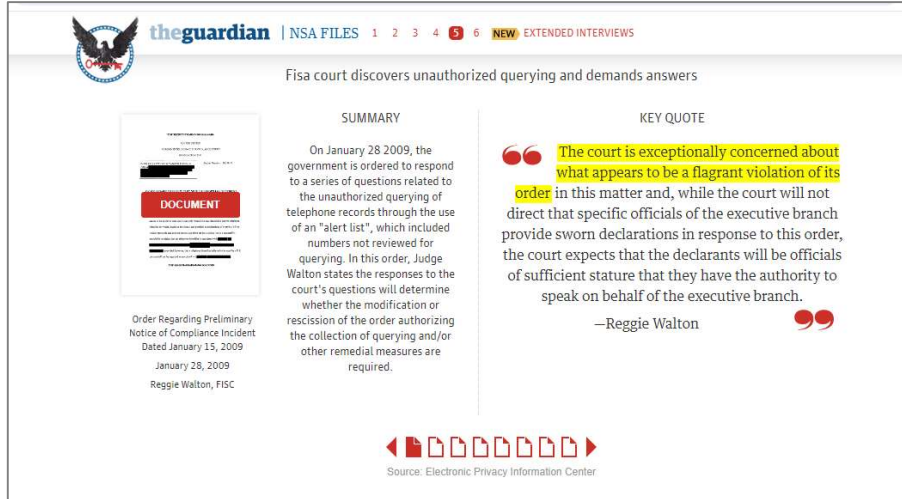 theguardian | NSA FILES 1 2 3 4 5 6 NEW EXTENDED INTERVIEWS
Fisa court discovers unauthorized querying and demands answers
DOCUMENT
Order Regarding Preliminary
Notice of Compliance Incident
Dated January 15, 2009
January 28, 2009
Reggie Walton, FISC
SUMMARY
On January 28 2009, the
government is ordered to respond
to a series of questions related to
the unauthorized querying of
telephone records through the use
of an "alert list", which included
numbers not reviewed for
querying. In this order, Judge
Walton states the responses to the
court's questions will determine
whether the modification or
rescission of the order authorizing
the collection of querying and/or
other remedial measures are
required.
KEY QUOTE
“ The court is exceptionally concerned about
what appears to be a flagrant violation of its
order in this matter and, while the court will not
direct that specific officials of the executive branch
provide sworn declarations in response to this order,
the court expects that the declarants will be officials
of sufficient stature that they have the authority to
speak on behalf of the executive branch.
—Reggie Walton ”
Source: Electronic Privacy Information Center